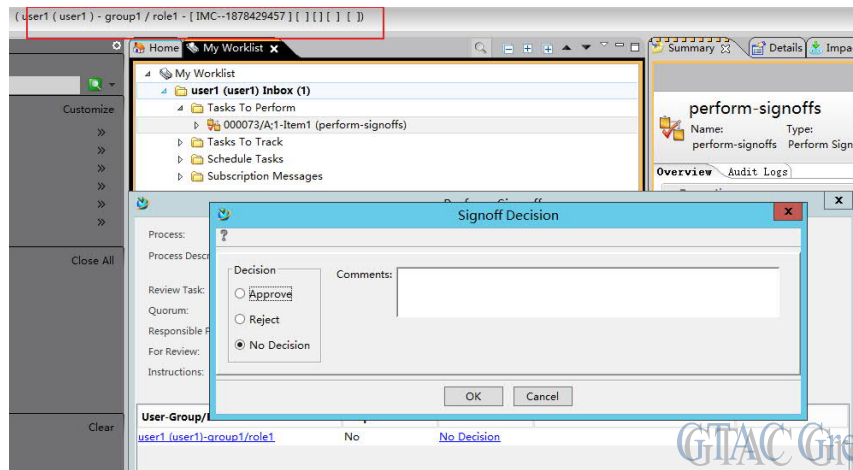 ( user1 ( user1 ) - group1 / role1 - [ IMC--1878429457 ] [ ] [ ] [ ] [ ] )
Home
My Worklist
Summary
Details
Customize
Close All
Clear
My Worklist
user1 (user1) Inbox (1)
Tasks To Perform
000073/A;1-Item1 (perform-signoffs)
Tasks To Track
Schedule Tasks
Subscription Messages
perform-signoffs
Name:
Type:
perform-signoffs
Perform
Overview
Audit Logs
Signoff Decision
Process:
Process
Review Task:
Quorum:
Responsible
For Review:
Instructions:
Decision
Approve
Reject
No Decision
Comments:
OK
Cancel
user1 (user1)-group1/role1
No
No Decision
GTAC